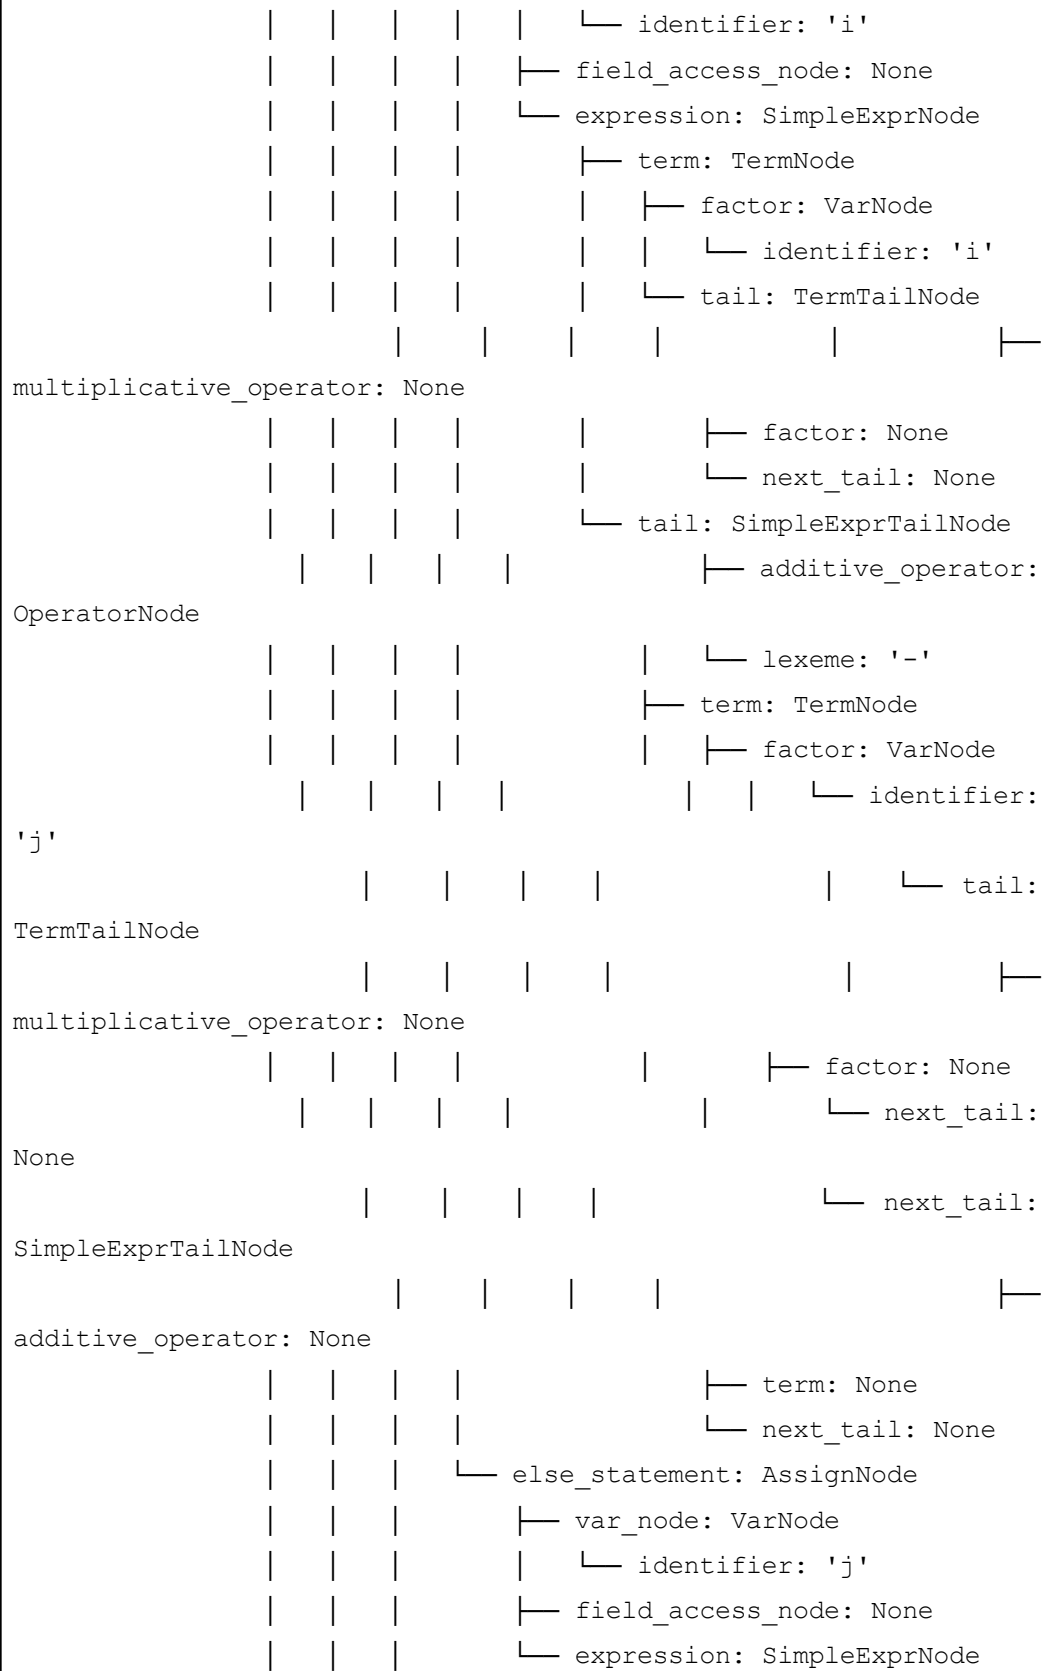 │ │ │ │ │ └── identifier: 'i'
│ │ │ │ ├── field_access_node: None
│ │ │ │ └── expression: SimpleExprNode
│ │ │ │ ├── term: TermNode
│ │ │ │ │ ├── factor: VarNode
│ │ │ │ │ │ └── identifier: 'i'
│ │ │ │ │ └── tail: TermTailNode
│ │ │ │ │ ├──
multiplicative_operator: None
│ │ │ │ │ ├── factor: None
│ │ │ │ │ └── next_tail: None
│ │ │ │ └── tail: SimpleExprTailNode
│ │ │ │ ├── additive_operator:
OperatorNode
│ │ │ │ │ └── lexeme: '-'
│ │ │ │ ├── term: TermNode
│ │ │ │ │ ├── factor: VarNode
│ │ │ │ │ │ └── identifier:
'j'
│ │ │ │ │ └── tail:
TermTailNode
│ │ │ │ │ ├──
multiplicative_operator: None
│ │ │ │ │ ├── factor: None
│ │ │ │ │ └── next_tail:
None
│ │ │ │ └── next_tail:
SimpleExprTailNode
│ │ │ │ ├──
additive_operator: None
│ │ │ │ ├── term: None
│ │ │ │ └── next_tail: None
│ │ │ └── else_statement: AssignNode
│ │ │ ├── var_node: VarNode
│ │ │ │ └── identifier: 'j'
│ │ │ ├── field_access_node: None
│ │ │ └── expression: SimpleExprNode